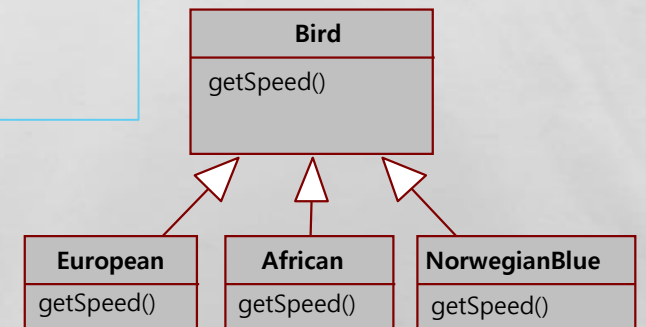 Bird
getSpeed()
European
getSpeed()
African
getSpeed()
NorwegianBlue
getSpeed()